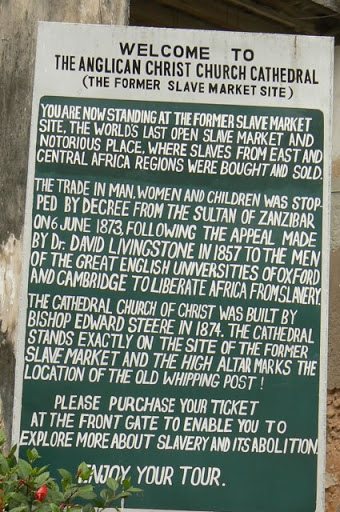 WELCOME TO
THE ANGLICAN CHRIST CHURCH CATHEDRAL
(THE FORMER SLAVE MARKET SITE)
YOU ARE NOW STANDING AT THE FORMER SLAVE MARKET
SITE, THE WORLD'S LAST OPEN SLAVE MARKET AND
NOTORIOUS PLACE, WHERE SLAVES FROM EAST AND
CENTRAL AFRICA REGIONS WERE BOUGHT AND SOLD.
THE TRADE IN MAN, WOMEN AND CHILDREN WAS STOP-
PED BY DECREE FROM THE SULTAN OF ZANZIBAR
ON 6 JUNE 1873, FOLLOWING THE APPEAL MADE
BY Dr. DAVID LIVINGSTONE IN 1857 TO THE MEN
OF THE GREAT ENGLISH UNIVERSITIES OF OXFORD
AND CAMBRIDGE TO LIBERATE AFRICA FROM SLAVERY.
THE CATHEDRAL CHURCH OF CHRIST WAS BUILT BY
BISHOP EDWARD STEERE IN 1874. THE CATHEDRAL
STANDS EXACTLY ON THE SITE OF THE FORMER
SLAVE MARKET AND THE HIGH ALTAR MARKS THE
LOCATION OF THE OLD WHIPPING POST !
PLEASE PURCHASE YOUR TICKET
AT THE FRONT GATE TO ENABLE YOU TO
EXPLORE MORE ABOUT SLAVERY AND ITS ABOLITION.
ENJOY YOUR TOUR.